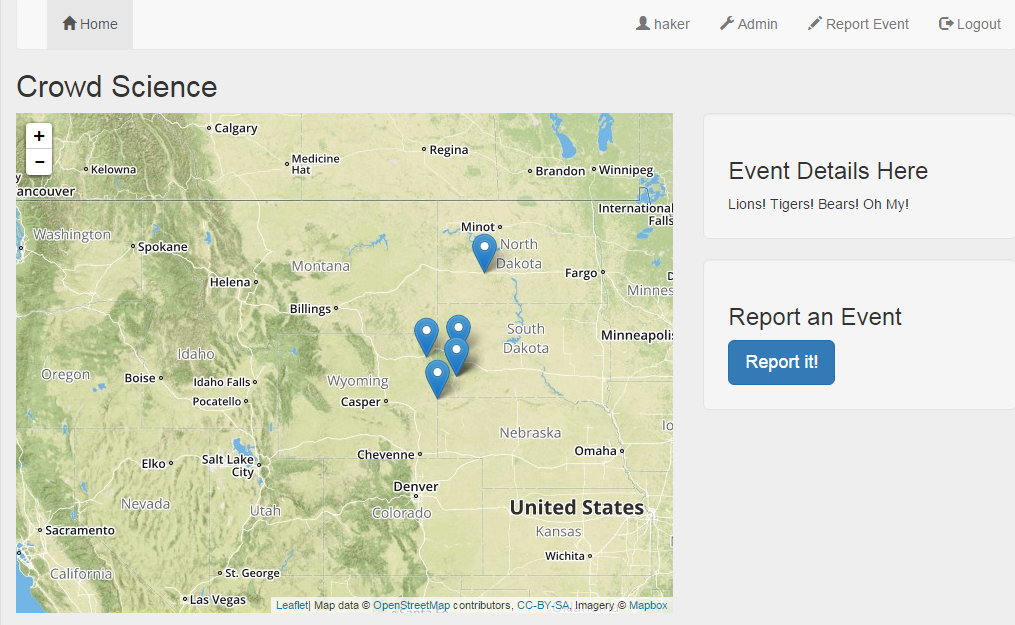 Home
haker
Admin
Report Event
Logout
Crowd Science
+
−
Calgary
Regina
Medicine
Hat
Kelowna
Brandon
Winnipeg
ancouver
International
Falls
Minot
Washington
Spokane
North
Dakota
Montana
Fargo
Helena
Minnes
Billings
South
Dakota
Minneapolis
Idaho
Oregon
Boise
Idaho Falls
Wyoming
Pocatello
Casper
Nebraska
Omaha
Cheyenne
Salt Lake
City
Elko
Denver
Nevada
Utah
Colorado
United States
Kansas
Sacramento
Wichita
California
St. George
Las Vegas
Leaflet| Map data © OpenStreetMap contributors, CC-BY-SA, Imagery © Mapbox
Event Details Here
Lions! Tigers! Bears! Oh My!
Report an Event
Report it!